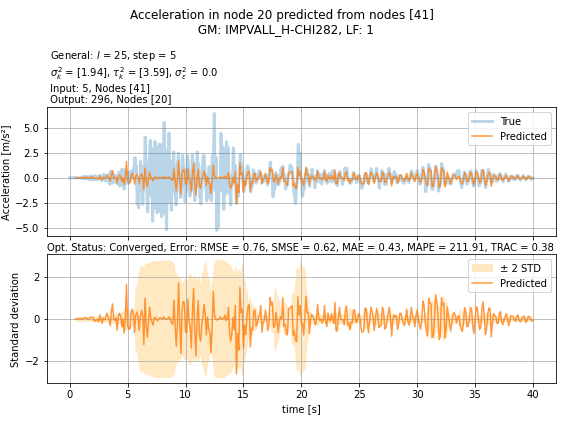 Acceleration in node 20 predicted from nodes [41]
GM: IMPVALL_H-CHI282, LF: 1
General: l = 25, step = 5
σ²ₖ = [1.94], τ²ₖ = [3.59], σ²ε = 0.0
Input: 5, Nodes [41]
Output: 296, Nodes [20]
Acceleration [m/s²]
5.0
2.5
0.0
−2.5
−5.0
True
Predicted
Opt. Status: Converged, Error: RMSE = 0.76, SMSE = 0.62, MAE = 0.43, MAPE = 211.91, TRAC = 0.38
Standard deviation
2
0
−2
± 2 STD
Predicted
0 5 10 15 20 25 30 35 40
time [s]